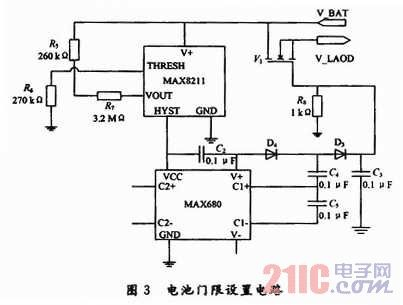 V_BAT
R₅
260 kΩ
V+
THRESH
MAX8211
VOUT
HYST GND
R₆
270 kΩ
R₇
3.2 MΩ
V₁
V_LAOD
R₈
1 kΩ
C₂
0.1 μF
D₄
D₃
C₄
0.1 μF
C₃
0.1 μF
C₅
0.1 μF
VCC V+
C2+ C1+
MAX680
C2- C1-
GND V-
21IC电子网
.com
图 3 电池门限设置电路